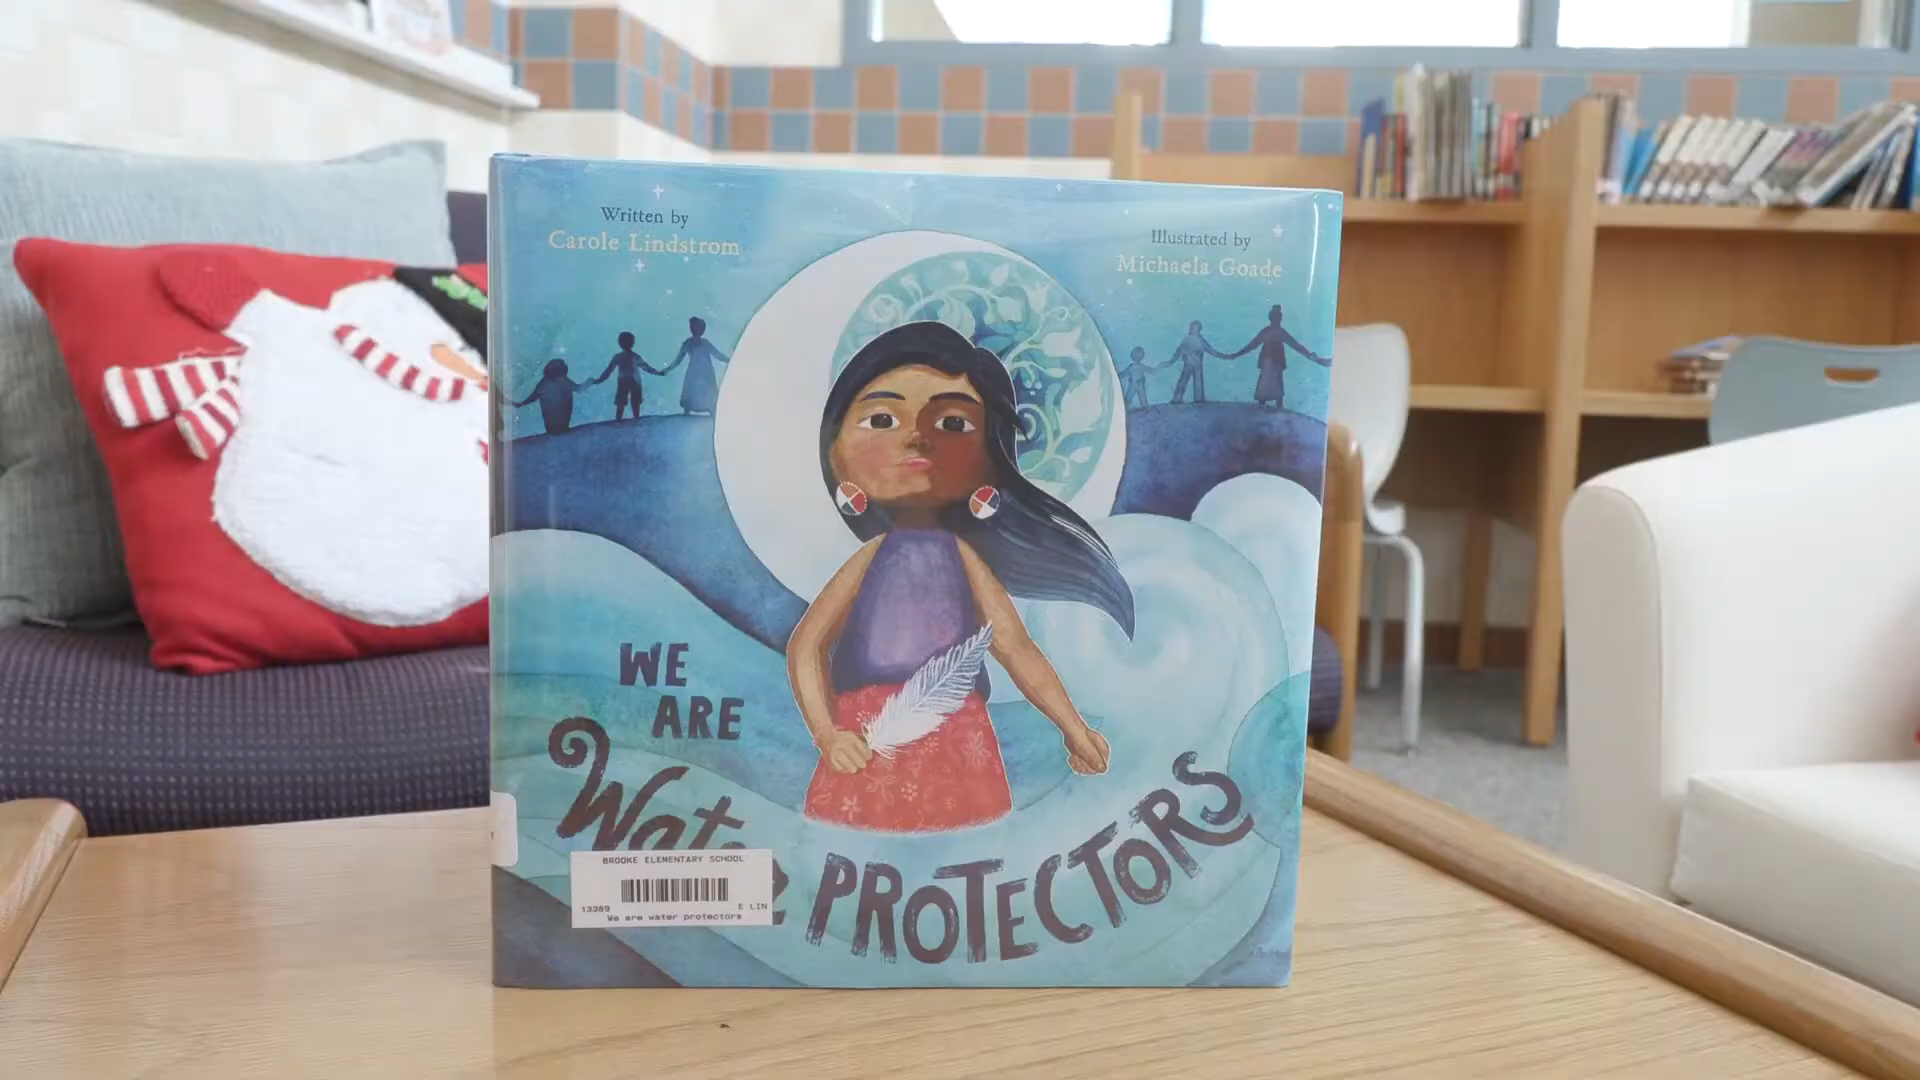 Written by
Carole Lindstrom
Illustrated by
Michaela Goade
WE
ARE
Water PROTECTORS
BROOKE ELEMENTARY SCHOOL
13389 E LIN
We are water protectors